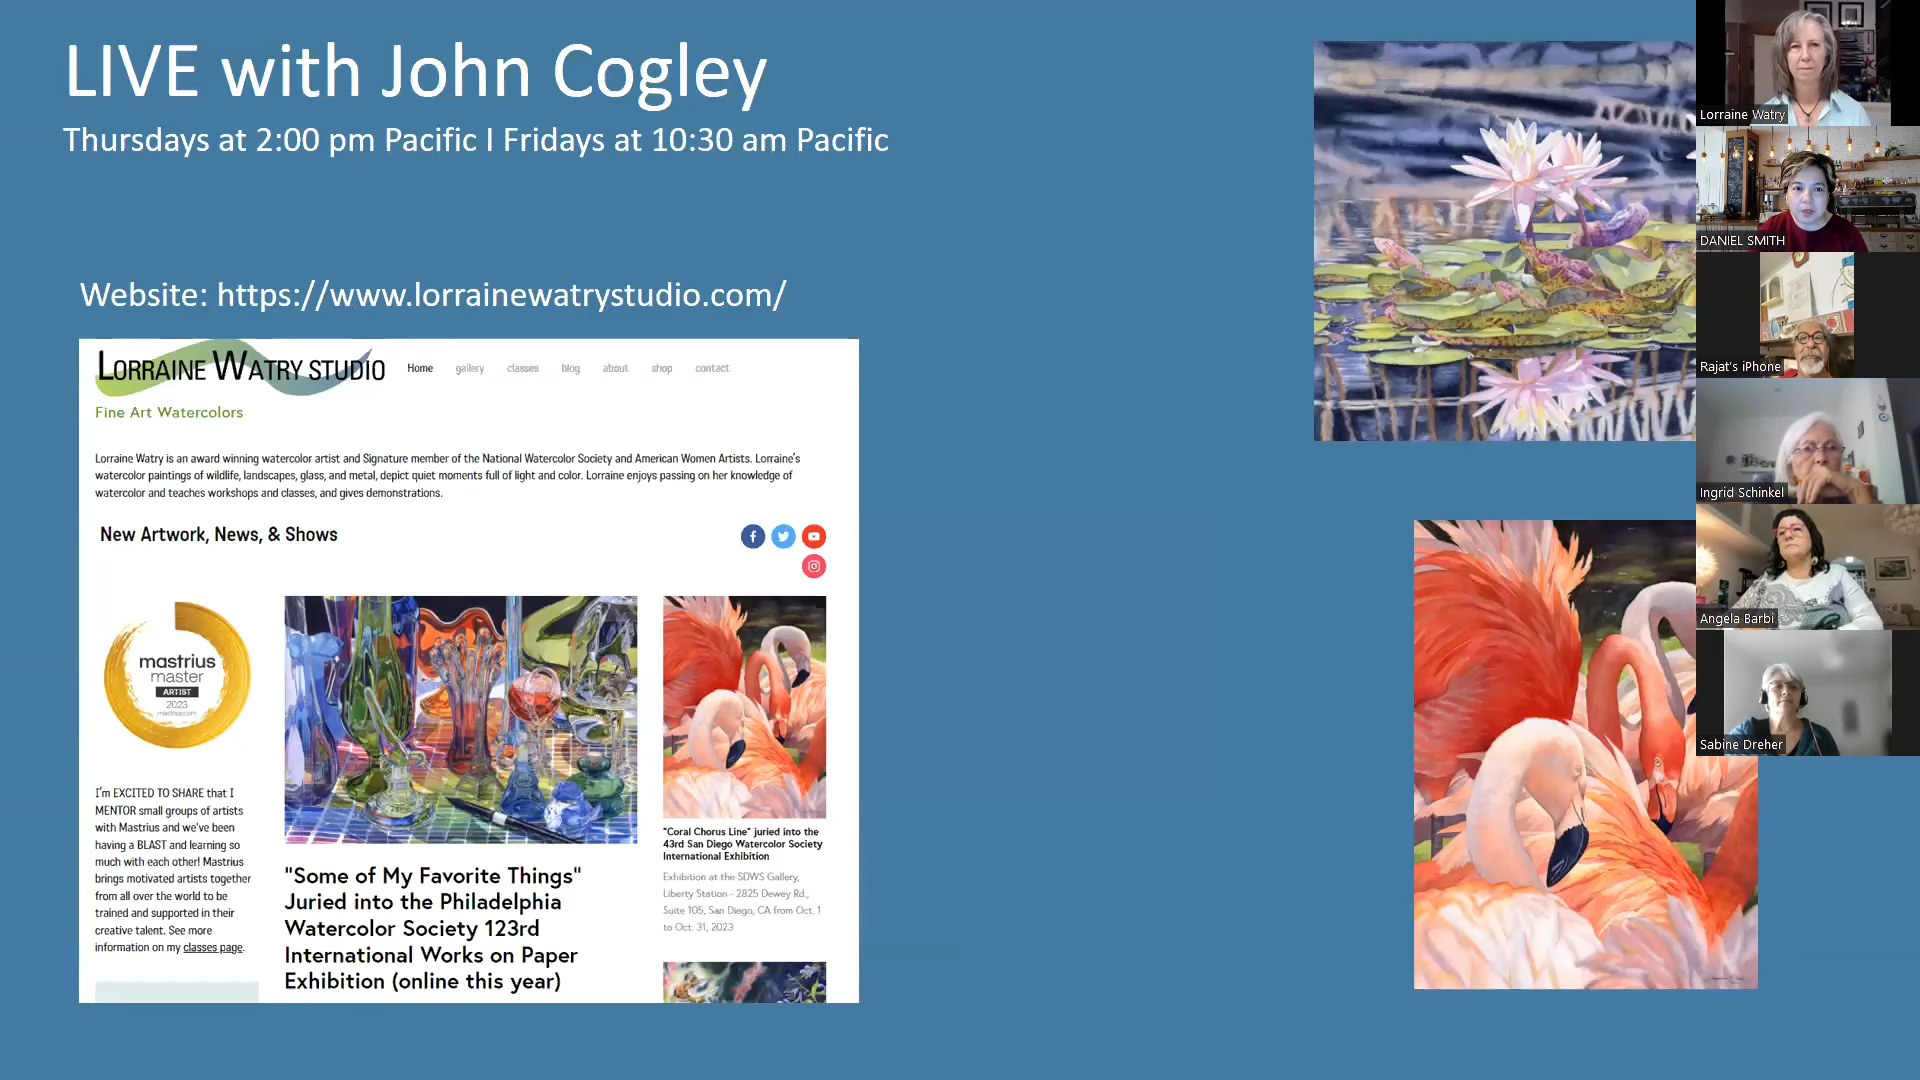 LIVE with John Cogley
Thursdays at 2:00 pm Pacific I Fridays at 10:30 am Pacific
Website: https://www.lorrainewatrystudio.com/
LORRAINE WATRY STUDIO
Home gallery classes blog about shop contact
Fine Art Watercolors
Lorraine Watry is an award winning watercolor artist and Signature member of the National Watercolor Society and American Women Artists. Lorraine's
watercolor paintings of wildlife, landscapes, glass, and metal, depict quiet moments full of light and color. Lorraine enjoys passing on her knowledge of
watercolor and teaches workshops and classes, and gives demonstrations.
New Artwork, News, & Shows
mastrius
master
ARTIST
2023
mastrius.com
I'm EXCITED TO SHARE that I
MENTOR small groups of artists
with Mastrius and we've been
having a BLAST and learning so
much with each other! Mastrius
brings motivated artists together
from all over the world to be
trained and supported in their
creative talent. See more
information on my classes page.
"Some of My Favorite Things"
Juried into the Philadelphia
Watercolor Society 123rd
International Works on Paper
Exhibition (online this year)
"Coral Chorus Line" juried into the
43rd San Diego Watercolor Society
International Exhibition
Exhibition at the SDWS Gallery,
Liberty Station - 2825 Dewey Rd.,
Suite 105, San Diego, CA from Oct. 1
to Oct. 31, 2023
Lorraine Watry
DANIEL SMITH
Rajat's iPhone
Ingrid Schinkel
Angela Barbi
Sabine Dreher